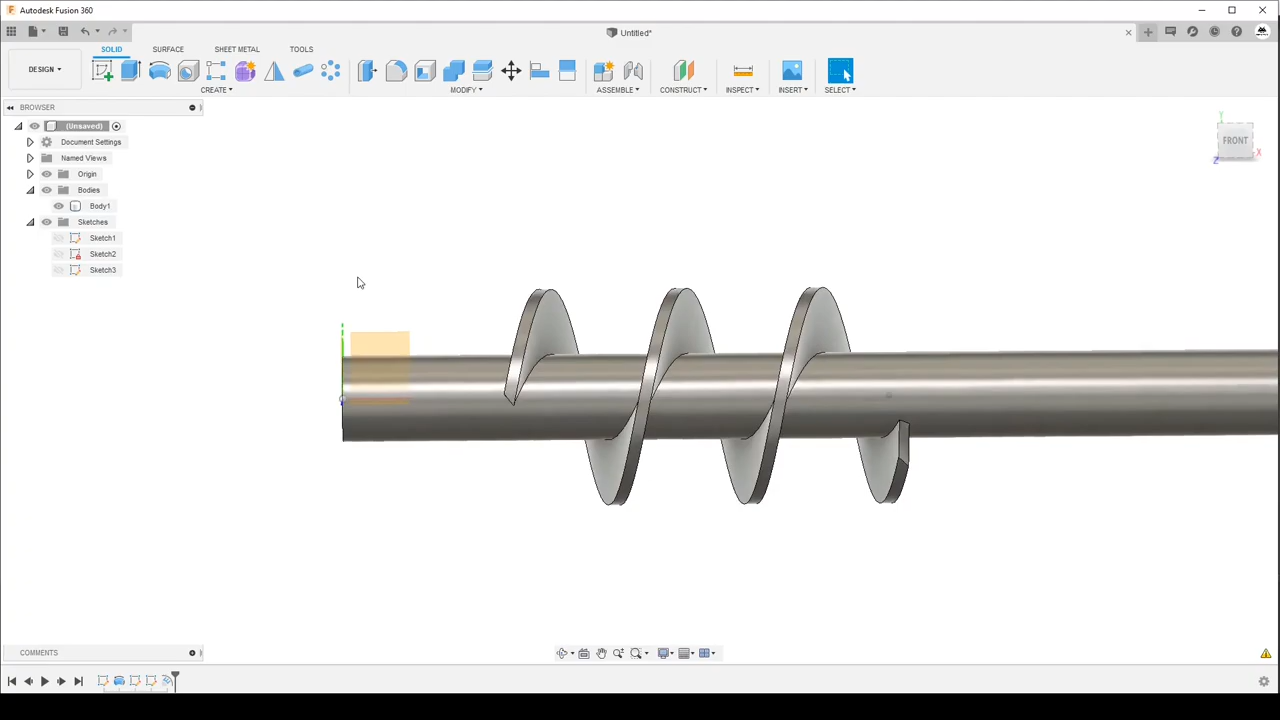 Autodesk Fusion 360
Untitled*
DESIGN
SOLID
SURFACE
SHEET METAL
TOOLS
CREATE
MODIFY
ASSEMBLE
CONSTRUCT
INSPECT
INSERT
SELECT
BROWSER
(Unsaved)
Document Settings
Named Views
Origin
Bodies
Body1
Sketches
Sketch1
Sketch2
Sketch3
Y
FRONT
X
Z
COMMENTS